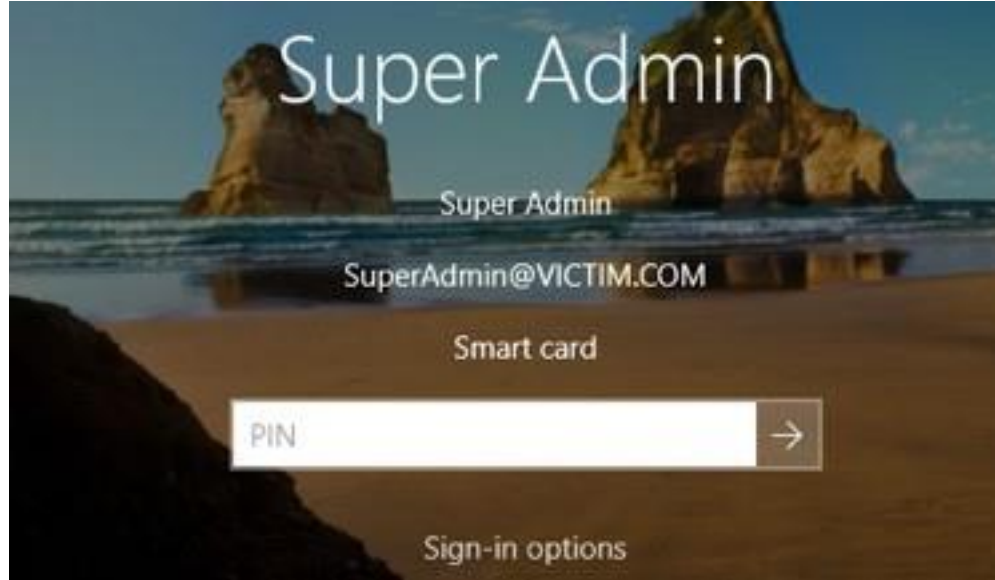 Super Admin
Super Admin
SuperAdmin@VICTIM.COM
Smart card
PIN
Sign-in options